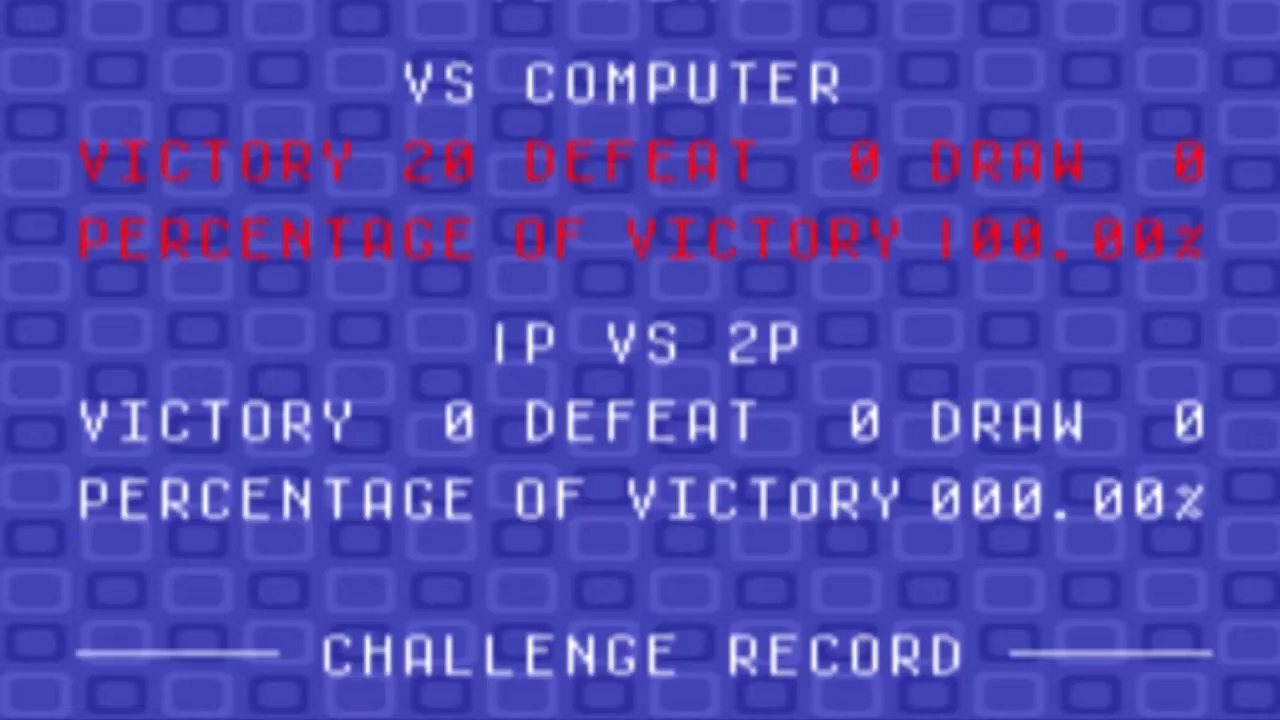 VS COMPUTER
VICTORY 20 DEFEAT 0 DRAW 0
PERCENTAGE OF VICTORY 100.00%
1P VS 2P
VICTORY 0 DEFEAT 0 DRAW 0
PERCENTAGE OF VICTORY 000.00%
CHALLENGE RECORD